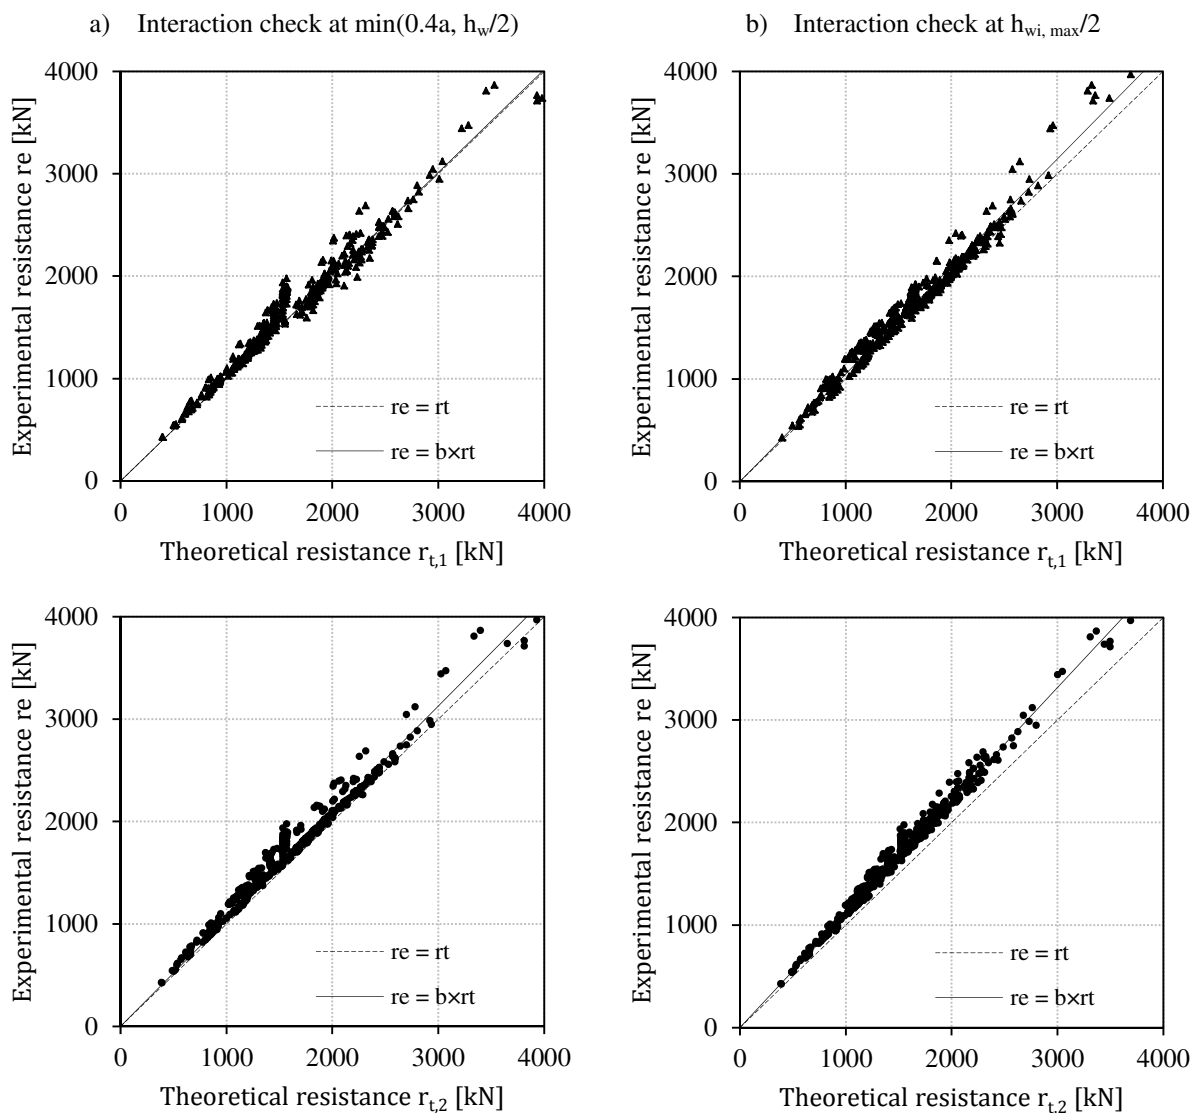 a) Interaction check at min(0.4a, h_w/2)
b) Interaction check at h_wi, max/2
Experimental resistance re [kN]
4000
3000
2000
1000
0
re = rt
re = b×rt
0 1000 2000 3000 4000
Theoretical resistance r_t,1 [kN]
Experimental resistance re [kN]
4000
3000
2000
1000
0
re = rt
re = b×rt
0 1000 2000 3000 4000
Theoretical resistance r_t,1 [kN]
Experimental resistance re [kN]
4000
3000
2000
1000
0
re = rt
re = b×rt
0 1000 2000 3000 4000
Theoretical resistance r_t,2 [kN]
Experimental resistance re [kN]
4000
3000
2000
1000
0
re = rt
re = b×rt
0 1000 2000 3000 4000
Theoretical resistance r_t,2 [kN]